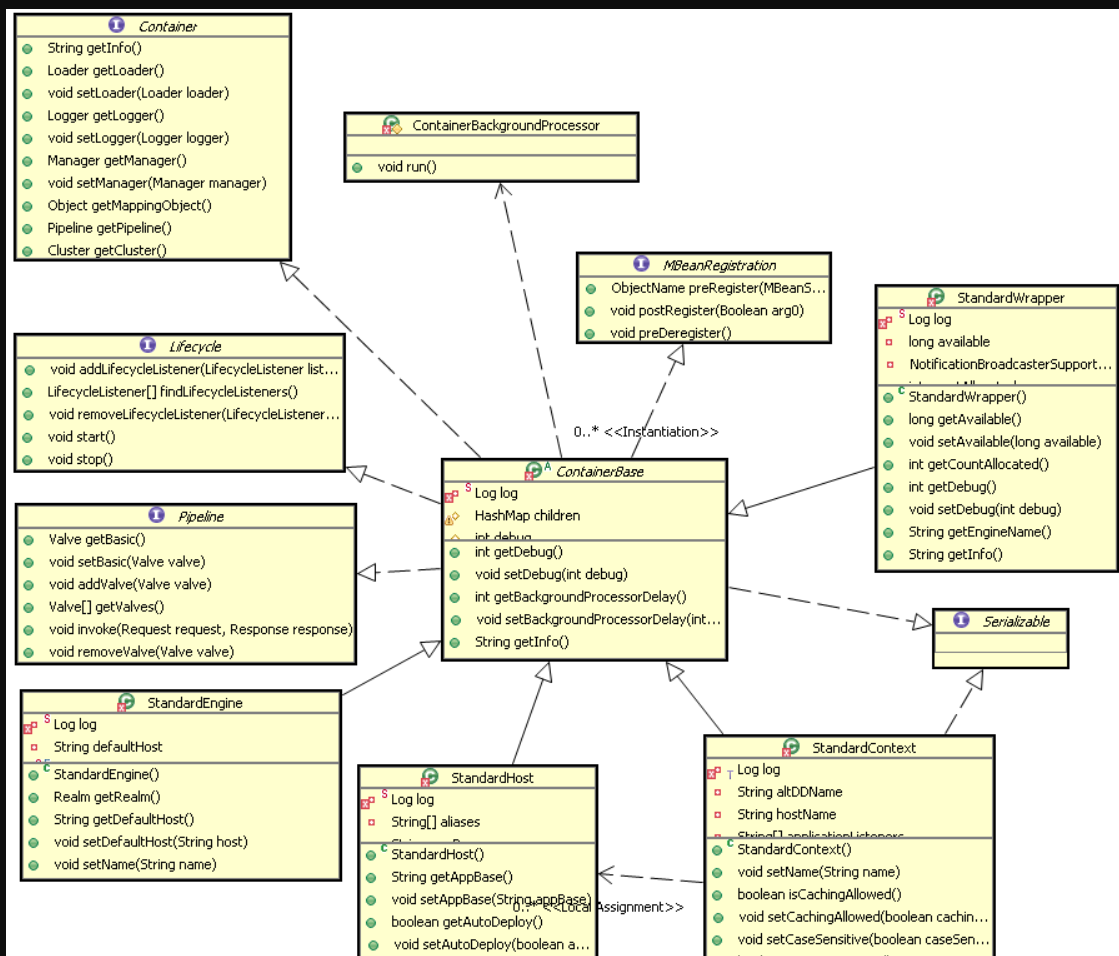 Container
String getInfo()
Loader getLoader()
void setLoader(Loader loader)
Logger getLogger()
void setLogger(Logger logger)
Manager getManager()
void setManager(Manager manager)
Object getMappingObject()
Pipeline getPipeline()
Cluster getCluster()
ContainerBackgroundProcessor
void run()
MBeanRegistration
ObjectName preRegister(MBeanS...
void postRegister(Boolean arg0)
void preDeregister()
StandardWrapper
Log log
long available
NotificationBroadcasterSupport...
StandardWrapper()
long getAvailable()
void setAvailable(long available)
int getCountAllocated()
int getDebug()
void setDebug(int debug)
String getEngineName()
String getInfo()
Lifecycle
void addLifecycleListener(LifecycleListener list...
LifecycleListener[] findLifecycleListeners()
void removeLifecycleListener(LifecycleListener...
void start()
void stop()
0..* <<Instantiation>>
ContainerBase
Log log
HashMap children
int debug
int getDebug()
void setDebug(int debug)
int getBackgroundProcessorDelay()
void setBackgroundProcessorDelay(int...
String getInfo()
Pipeline
Valve getBasic()
void setBasic(Valve valve)
void addValve(Valve valve)
Valve[] getValves()
void invoke(Request request, Response response)
void removeValve(Valve valve)
Serializable
StandardEngine
Log log
String defaultHost
StandardEngine()
Realm getRealm()
String getDefaultHost()
void setDefaultHost(String host)
void setName(String name)
StandardHost
Log log
String[] aliases
StandardHost()
String getAppBase()
void setAppBase(String appBase)
boolean getAutoDeploy()
void setAutoDeploy(boolean a...
0..* <<Local Assignment>>
StandardContext
Log log
String altDDName
String hostName
String[] applicationListeners
StandardContext()
void setName(String name)
boolean isCachingAllowed()
void setCachingAllowed(boolean cachin...
void setCaseSensitive(boolean caseSen...